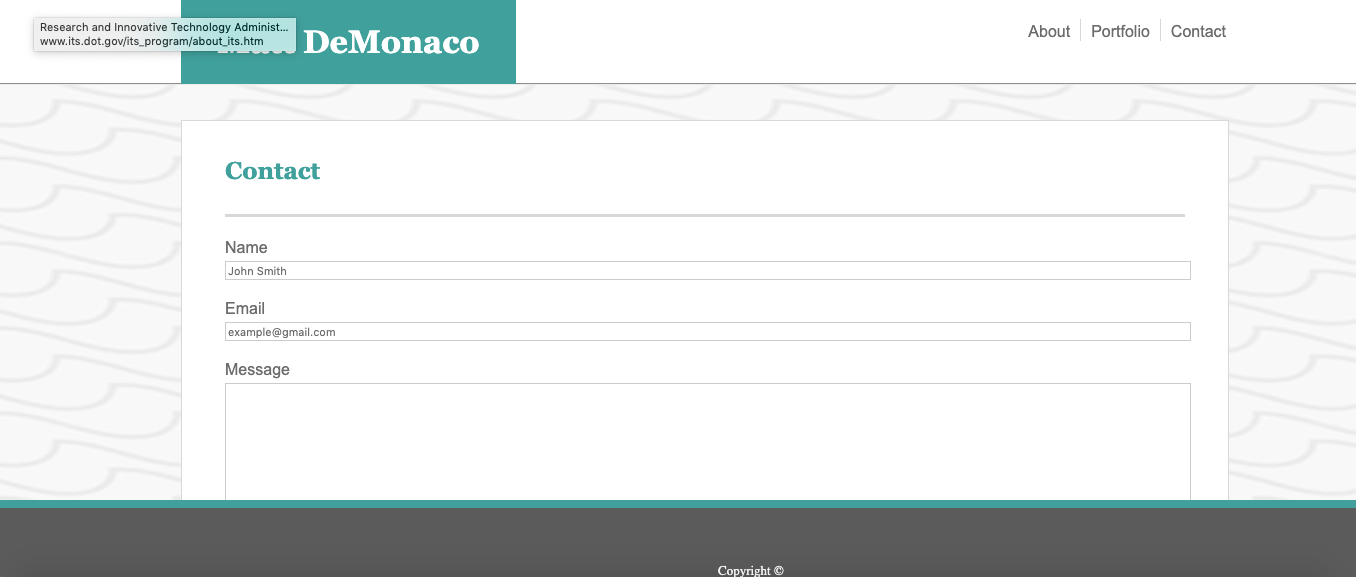 Research and Innovative Technology Administ...
www.its.dot.gov/its_program/about_its.htm
DeMonaco
About
Portfolio
Contact
Contact
Name
John Smith
Email
example@gmail.com
Message
Copyright ©